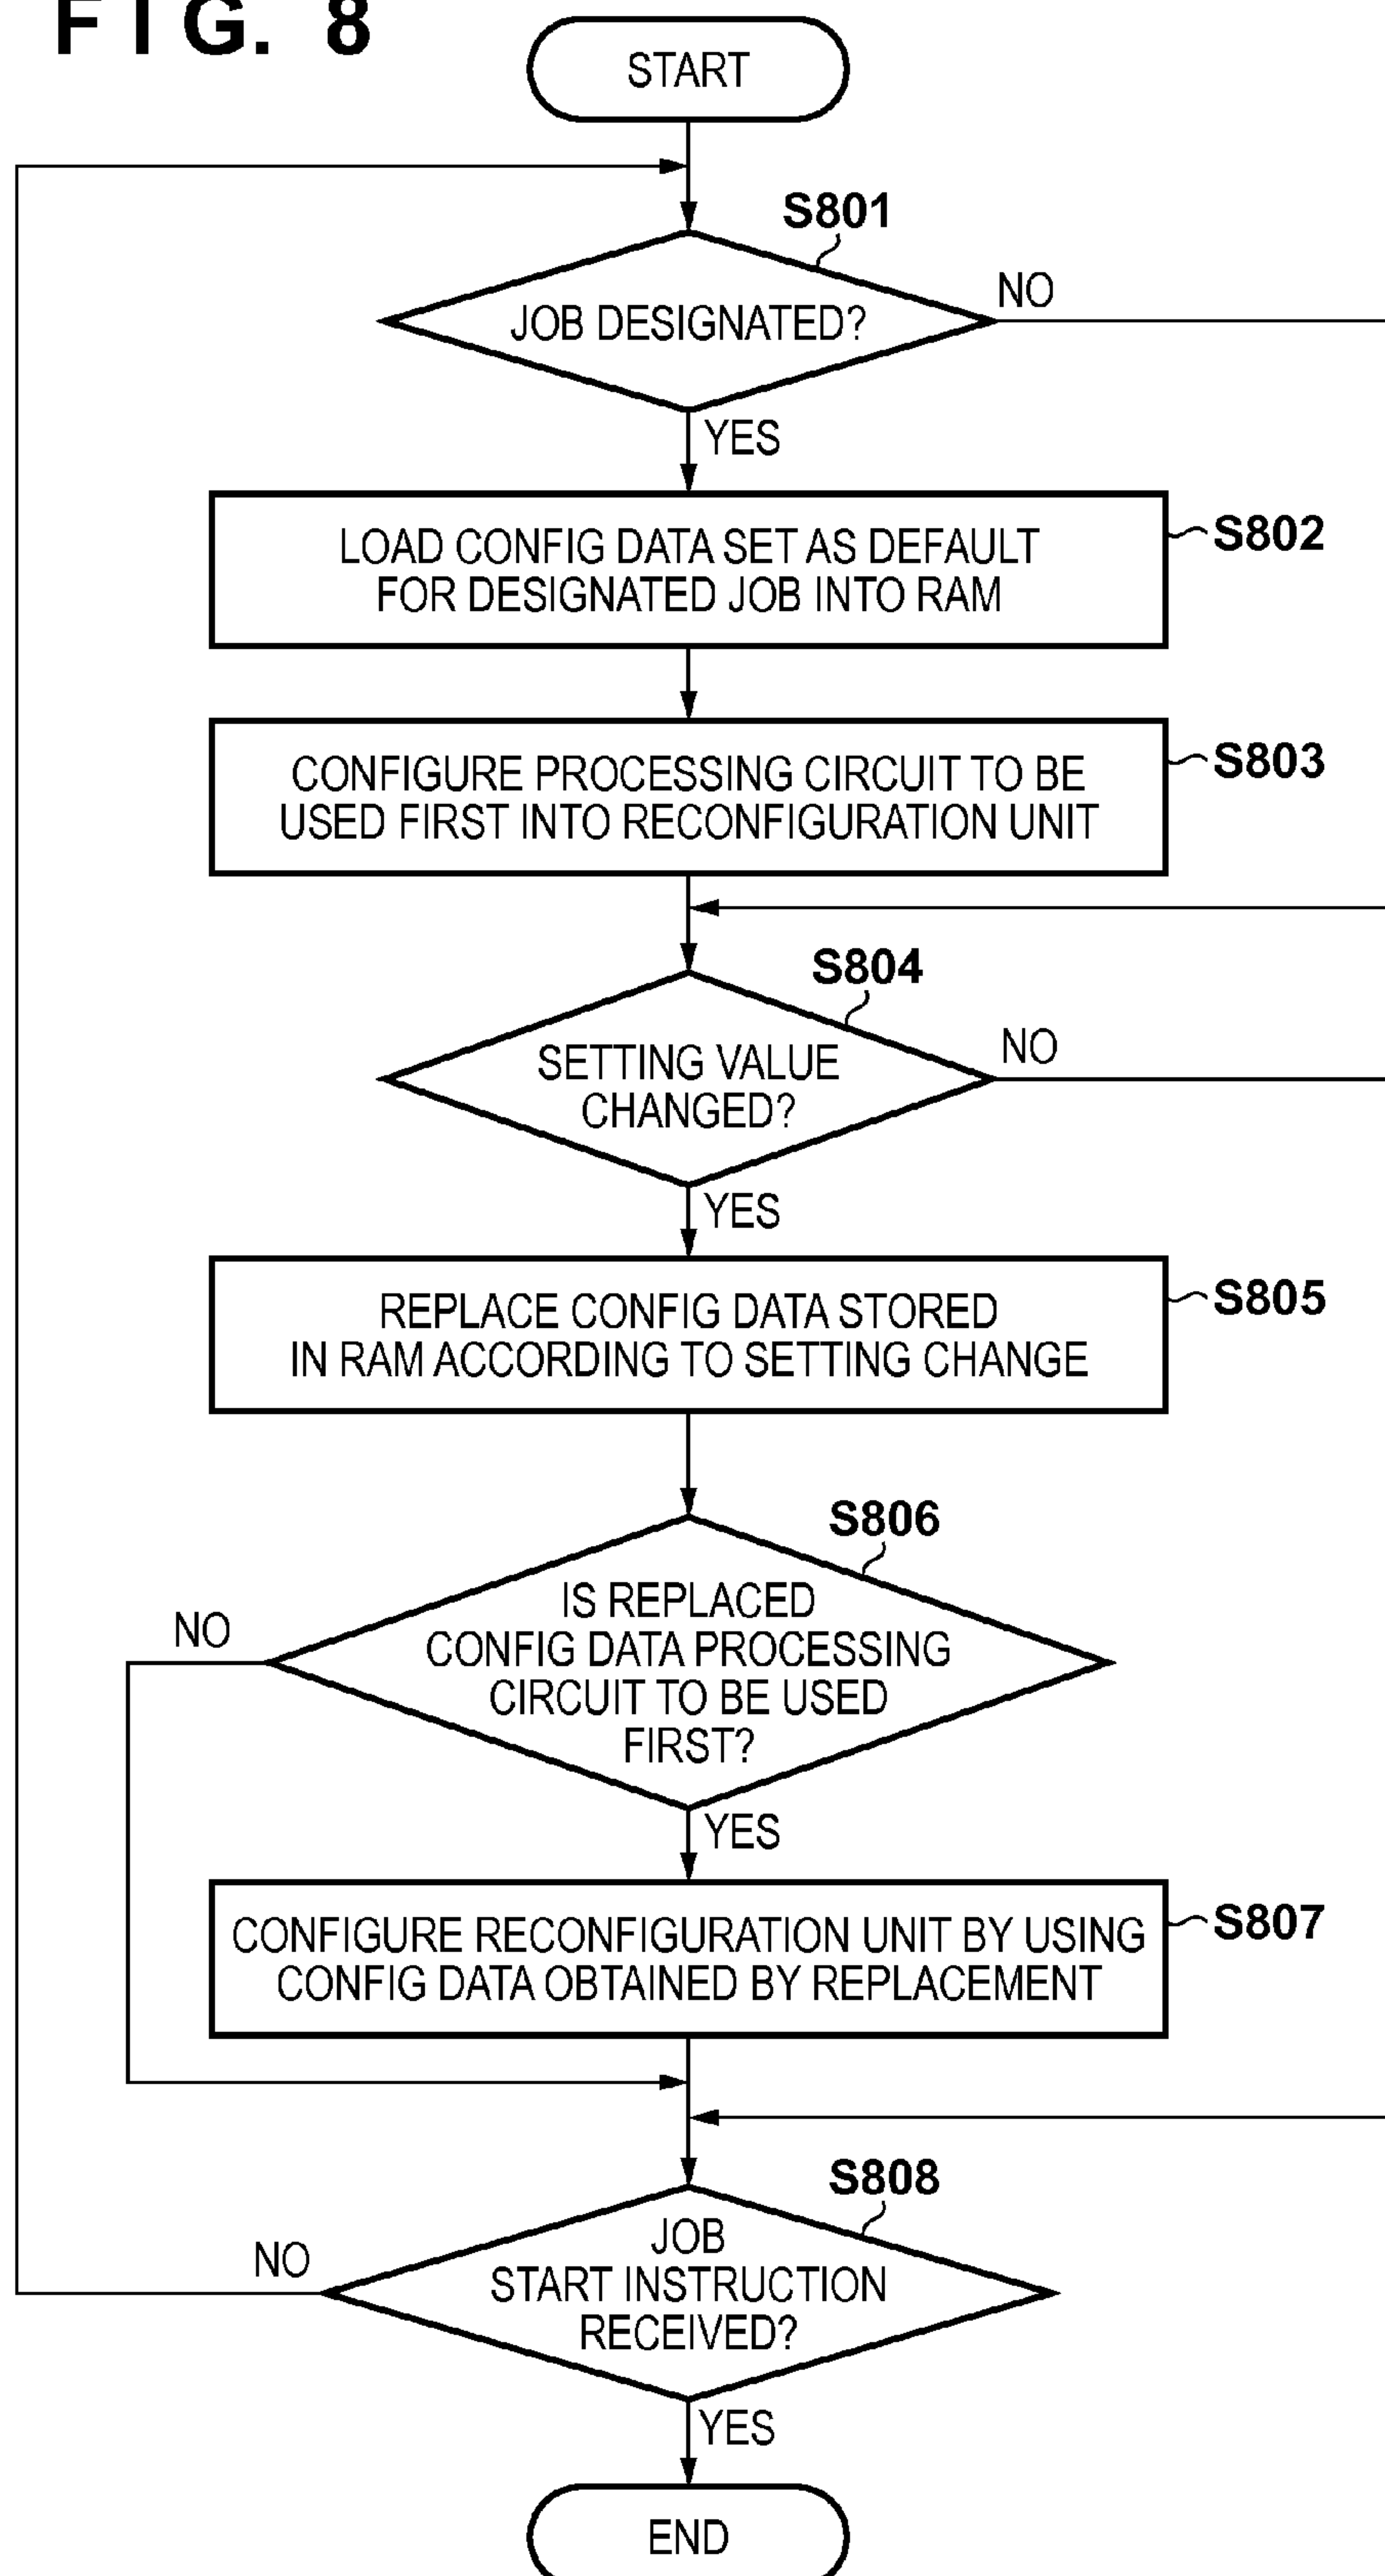 FIG. 8
START
S801
JOB DESIGNATED?
NO
YES
LOAD CONFIG DATA SET AS DEFAULT
FOR DESIGNATED JOB INTO RAM
S802
CONFIGURE PROCESSING CIRCUIT TO BE
USED FIRST INTO RECONFIGURATION UNIT
S803
S804
SETTING VALUE
CHANGED?
NO
YES
REPLACE CONFIG DATA STORED
IN RAM ACCORDING TO SETTING CHANGE
S805
S806
IS REPLACED
CONFIG DATA PROCESSING
CIRCUIT TO BE USED
FIRST?
NO
YES
CONFIGURE RECONFIGURATION UNIT BY USING
CONFIG DATA OBTAINED BY REPLACEMENT
S807
S808
JOB
START INSTRUCTION
RECEIVED?
NO
YES
END